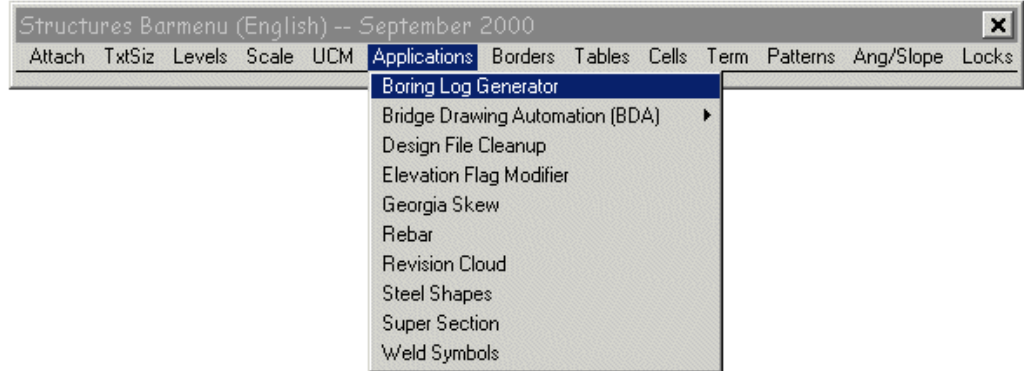 Structures Barmenu (English) -- September 2000
Attach TxtSiz Levels Scale UCM Applications Borders Tables Cells Term Patterns Ang/Slope Locks
Boring Log Generator
Bridge Drawing Automation (BDA)
Design File Cleanup
Elevation Flag Modifier
Georgia Skew
Rebar
Revision Cloud
Steel Shapes
Super Section
Weld Symbols